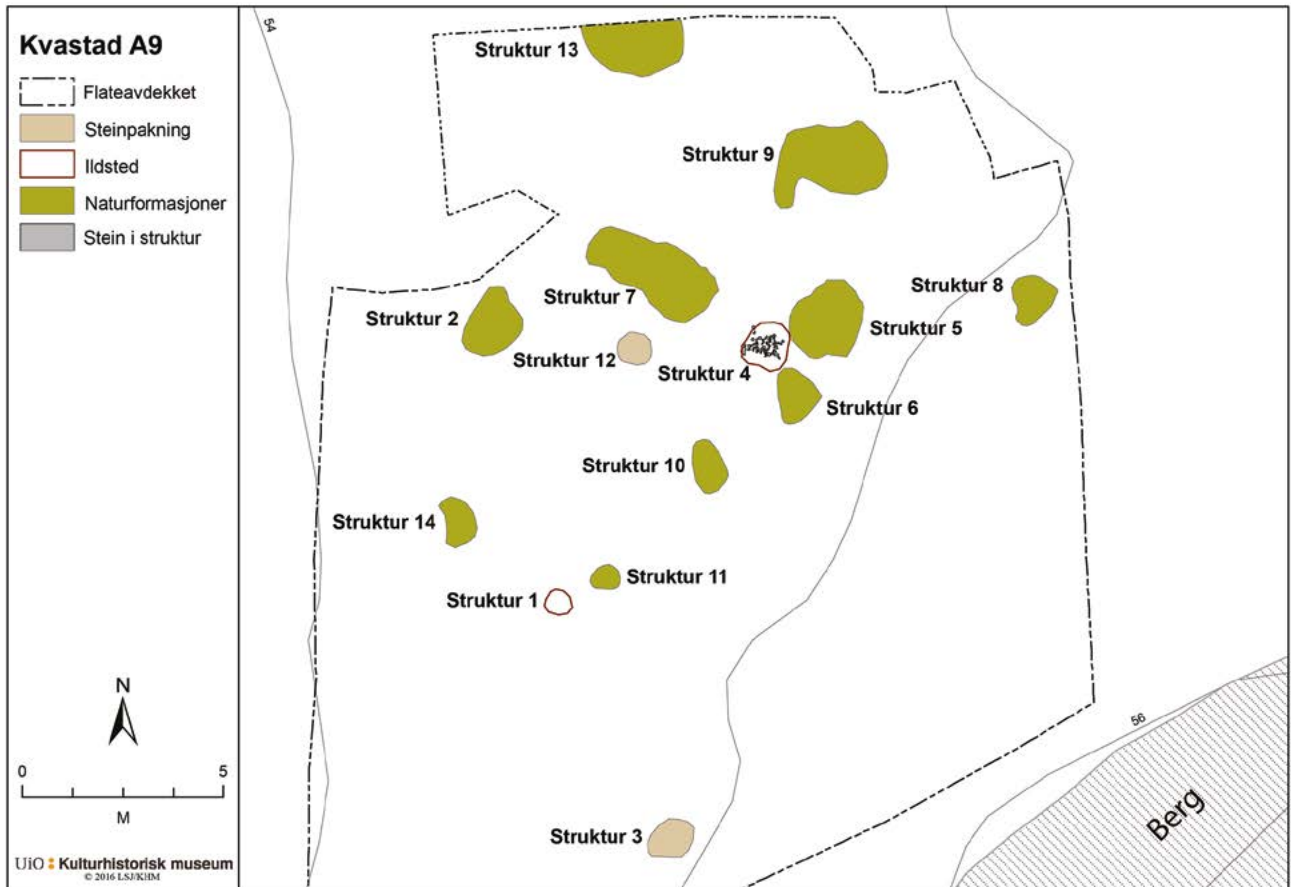 Kvastad A9
Flateavdekket
Steinpakning
Ildsted
Naturformasjoner
Stein i struktur
N
0 5
M
UiO Kulturhistorisk museum
© 2016 LSJ/KHM
54
Struktur 13
Struktur 9
Struktur 7
Struktur 8
Struktur 2
Struktur 5
Struktur 12
Struktur 4
Struktur 6
Struktur 10
Struktur 14
Struktur 11
Struktur 1
56
Berg
Struktur 3